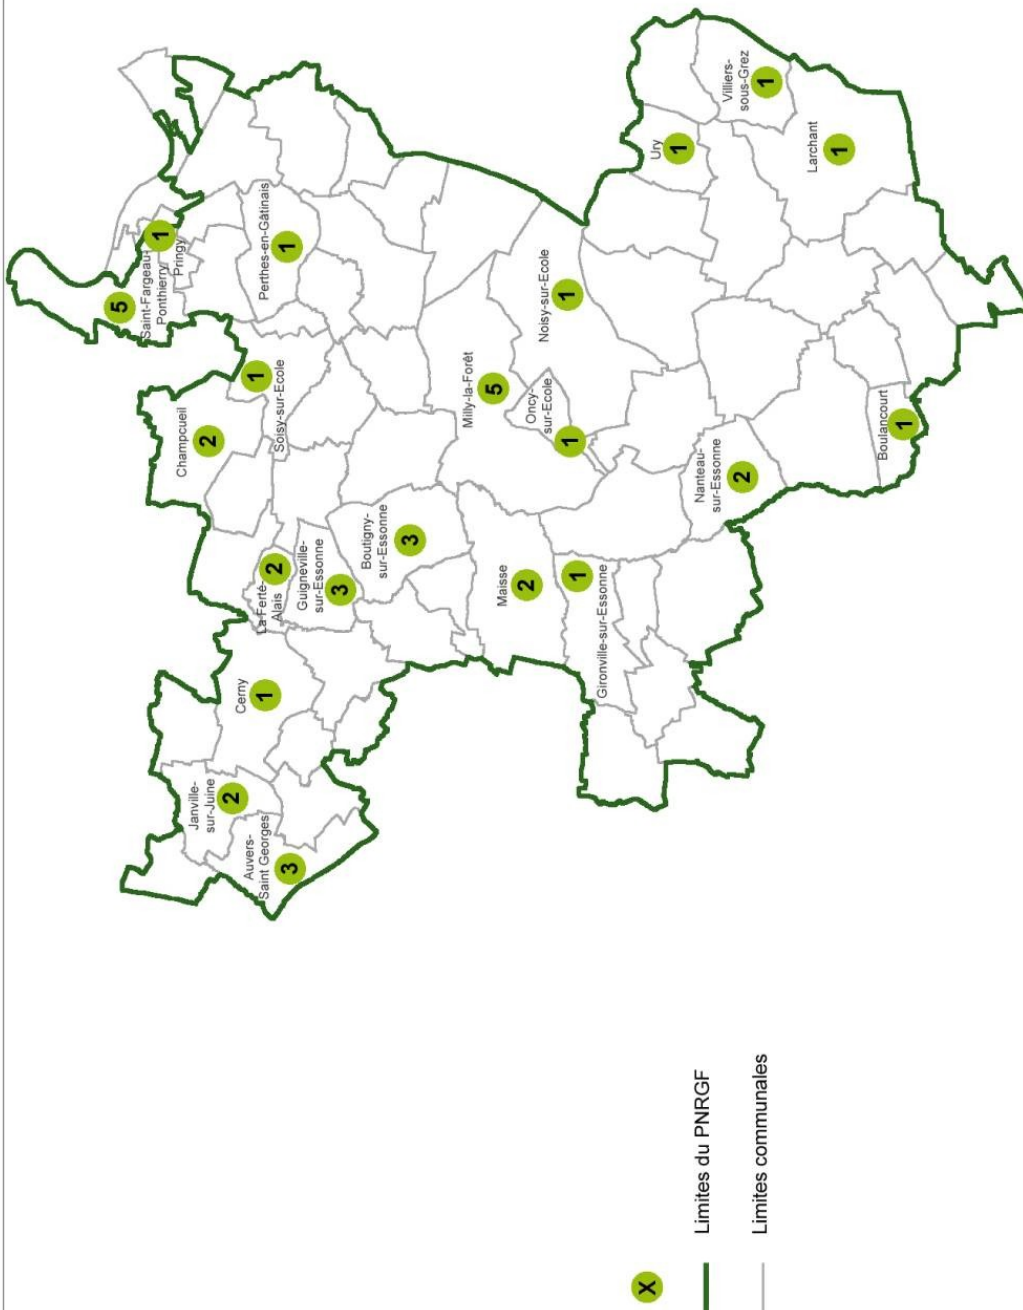 Saint-Fargeau-
Ponthierry
5
Pringy
1
Perthes-en-Gâtinais
1
Champcueil
2
Soisy-sur-Ecole
1
La Ferté-
Alais
2
Guigneville-
sur-Essonne
3
Boutigny-
sur-Essonne
3
Cerny
1
Janville-
sur-Juine
2
Auvers-
Saint Georges
3
Milly-la-Forêt
5
Oncy-
sur-Ecole
1
Noisy-sur-Ecole
1
Maisse
2
Gironville-sur-Essonne
1
Nanteau-
sur-Essonne
2
Boulancourt
1
Ury
1
Villiers-
sous-Grez
1
Larchant
1
X
Limites du PNRGF
Limites communales